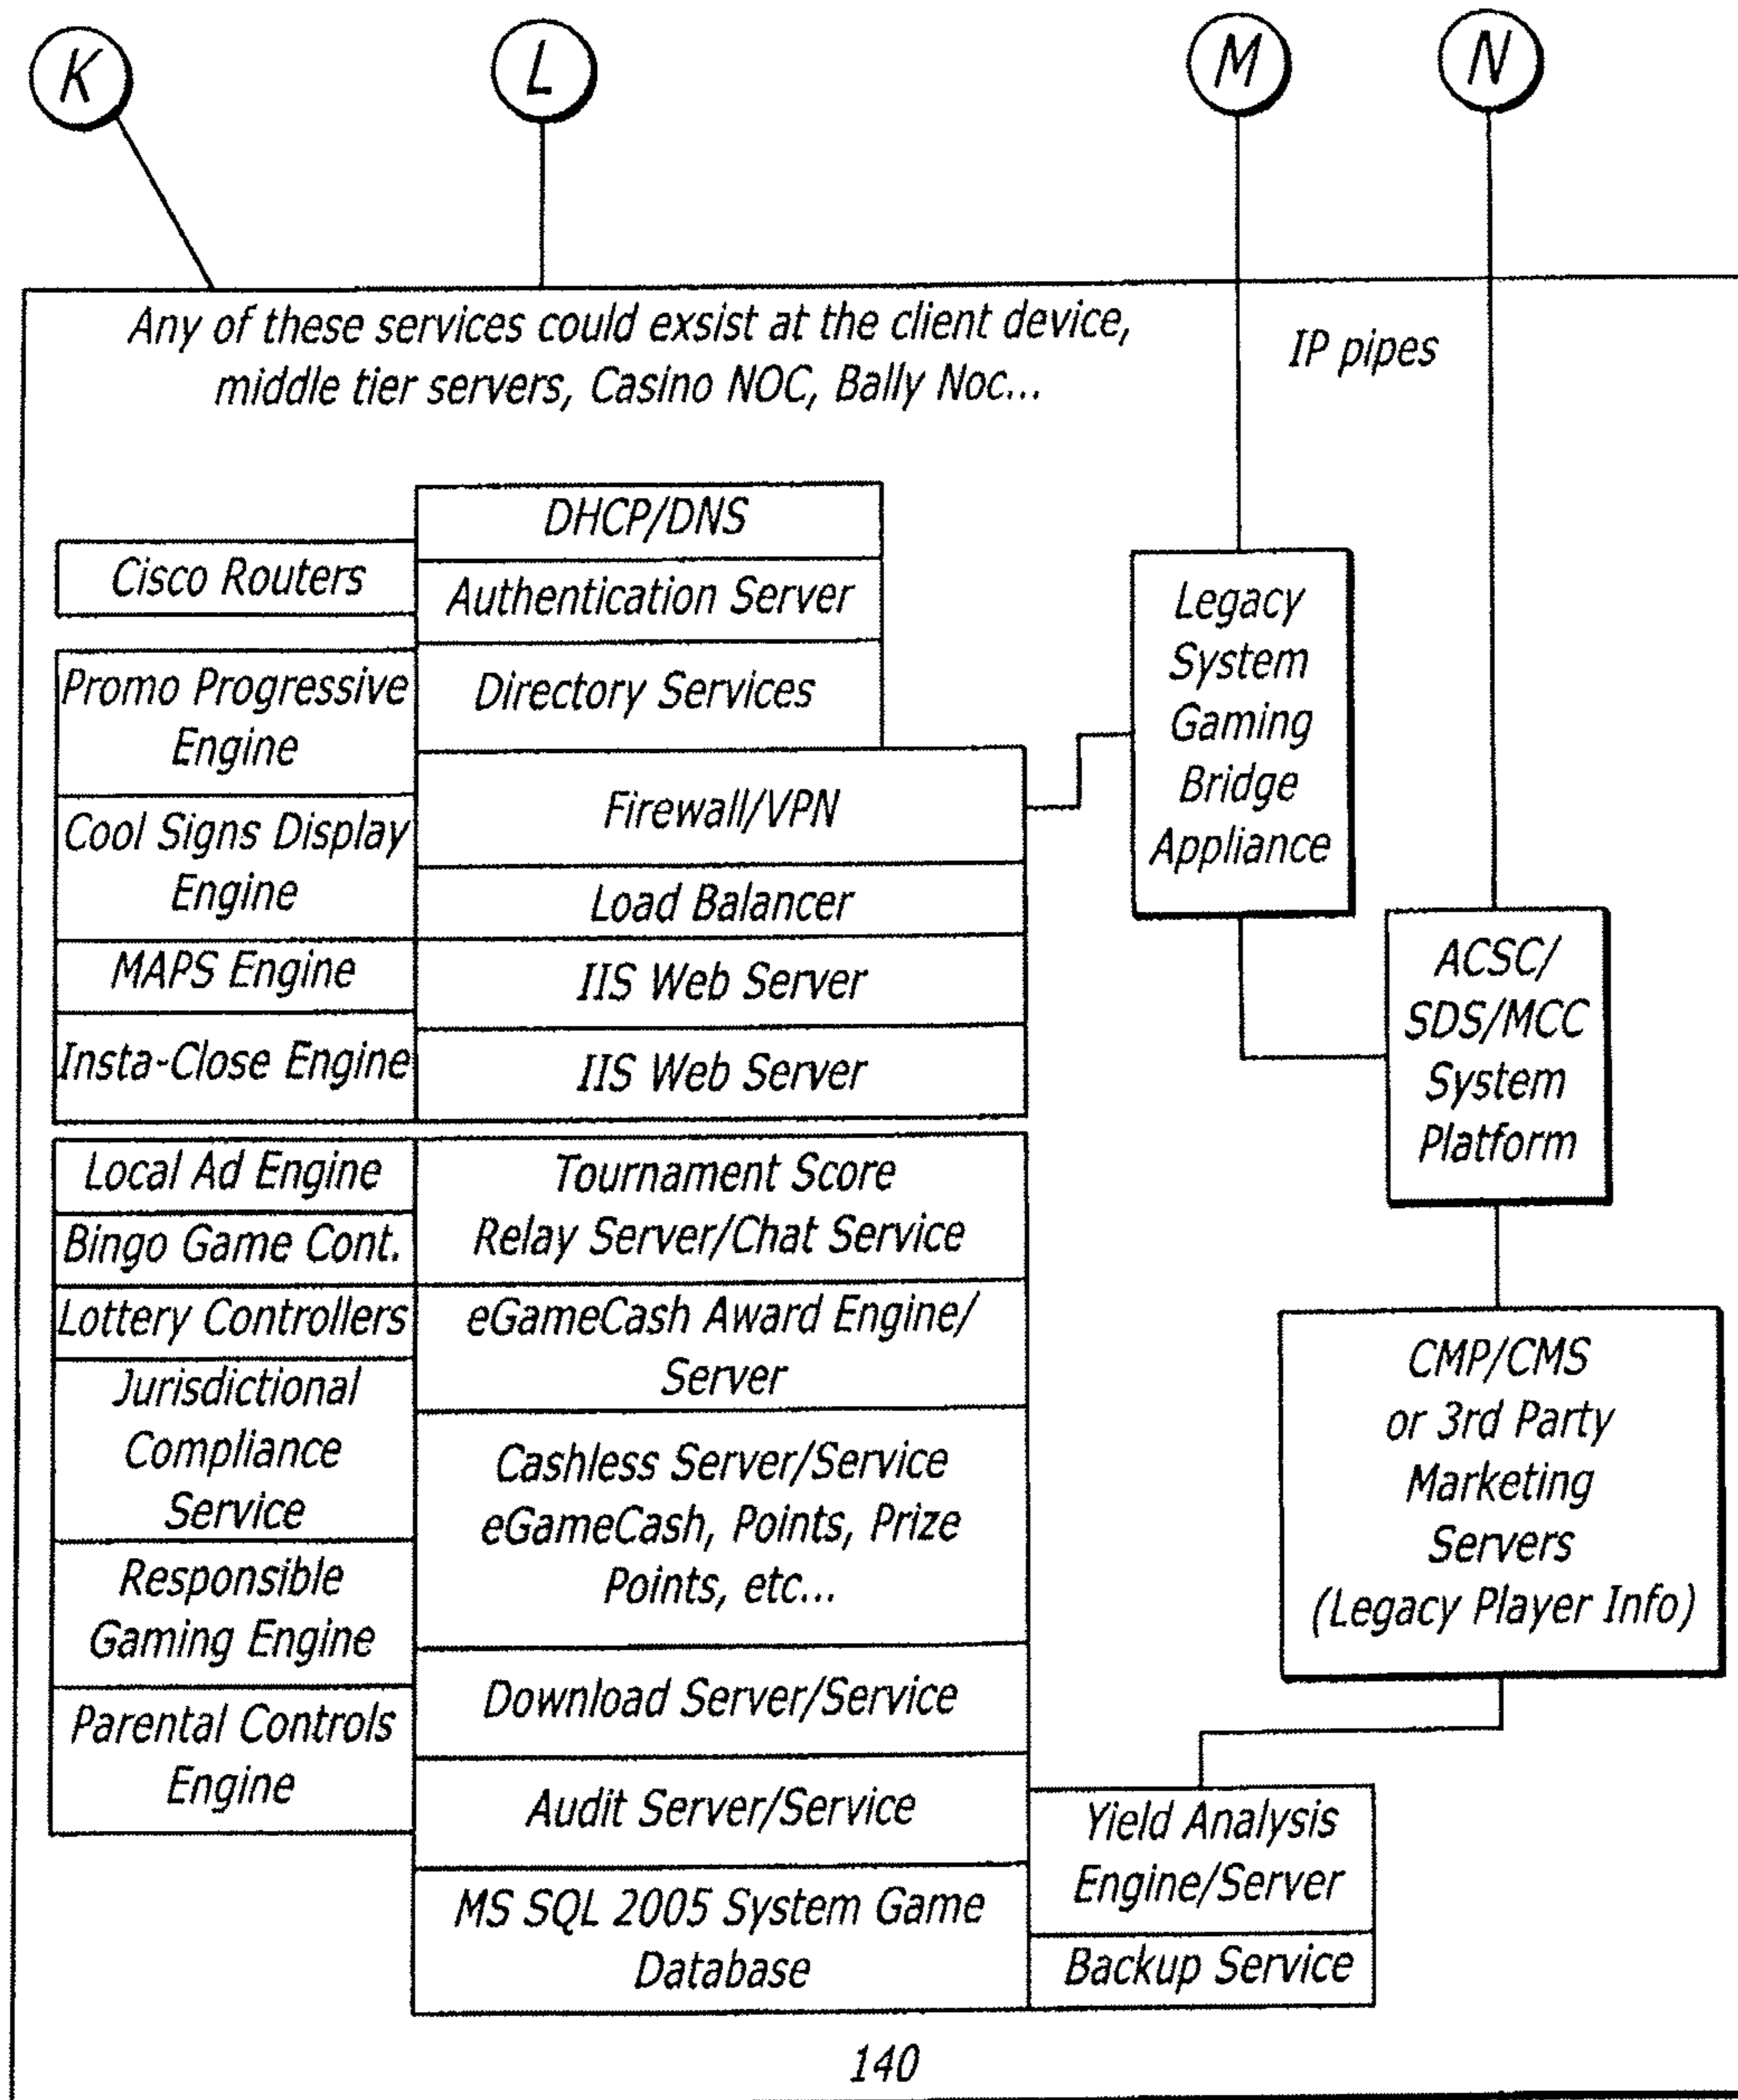 K
L
M
N
Any of these services could exsist at the client device,
middle tier servers, Casino NOC, Bally Noc...
IP pipes
DHCP/DNS
Cisco Routers
Authentication Server
Directory Services
Promo Progressive
Engine
Firewall/VPN
Cool Signs Display
Engine
Load Balancer
MAPS Engine
IIS Web Server
Insta-Close Engine
IIS Web Server
Legacy
System
Gaming
Bridge
Appliance
ACSC/
SDS/MCC
System
Platform
Local Ad Engine
Bingo Game Cont.
Lottery Controllers
Jurisdictional
Compliance
Service
Responsible
Gaming Engine
Parental Controls
Engine
Tournament Score
Relay Server/Chat Service
eGameCash Award Engine/
Server
Cashless Server/Service
eGameCash, Points, Prize
Points, etc...
Download Server/Service
Audit Server/Service
MS SQL 2005 System Game
Database
CMP/CMS
or 3rd Party
Marketing
Servers
(Legacy Player Info)
Yield Analysis
Engine/Server
Backup Service
140